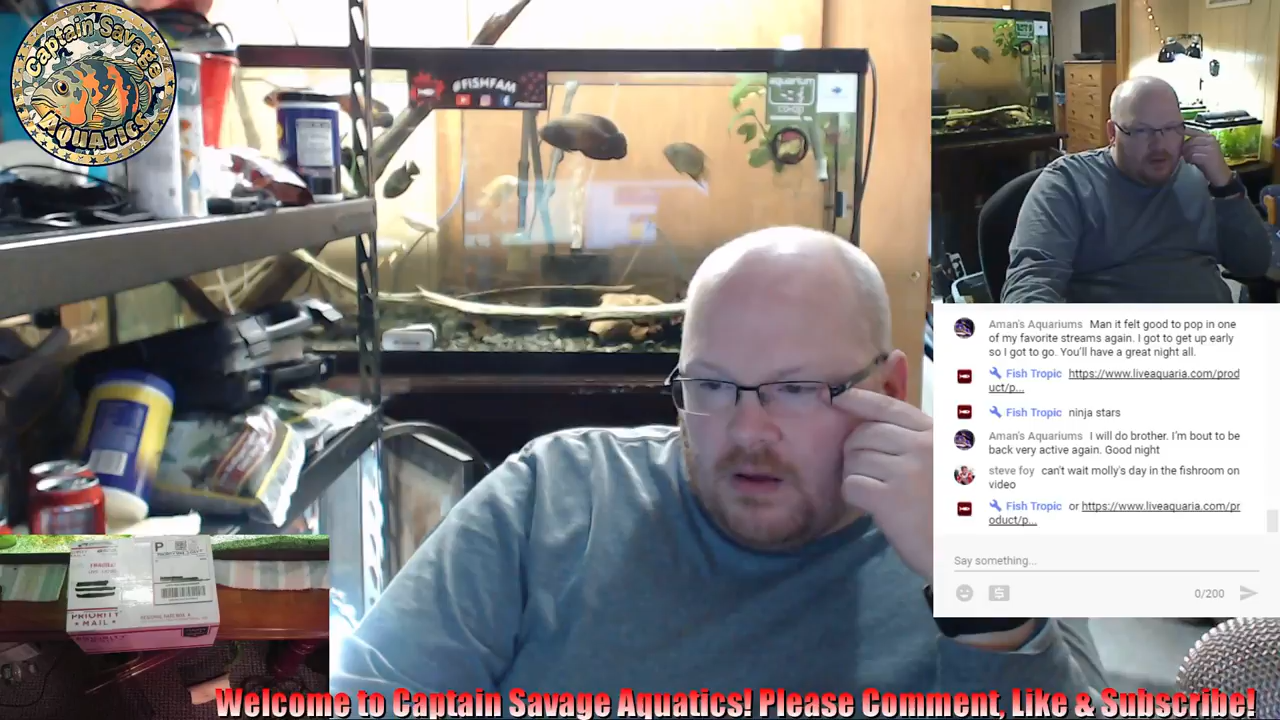 Captain Savage
AQUATICS
#FISHFAM
aquarium
CO-OP
Aman's Aquariums Man it felt good to pop in one
of my favorite streams again. I got to get up early
so I got to go. You'll have a great night all.
Fish Tropic https://www.liveaquaria.com/prod
uct/p...
Fish Tropic ninja stars
Aman's Aquariums I will do brother. I'm bout to be
back very active again. Good night
steve foy can't wait molly's day in the fishroom on
video
Fish Tropic or https://www.liveaquaria.com/pr
oduct/p...
Say something...
0/200
P
PRIORITY
MAIL
Welcome to Captain Savage Aquatics! Please Comment, Like & Subscribe!